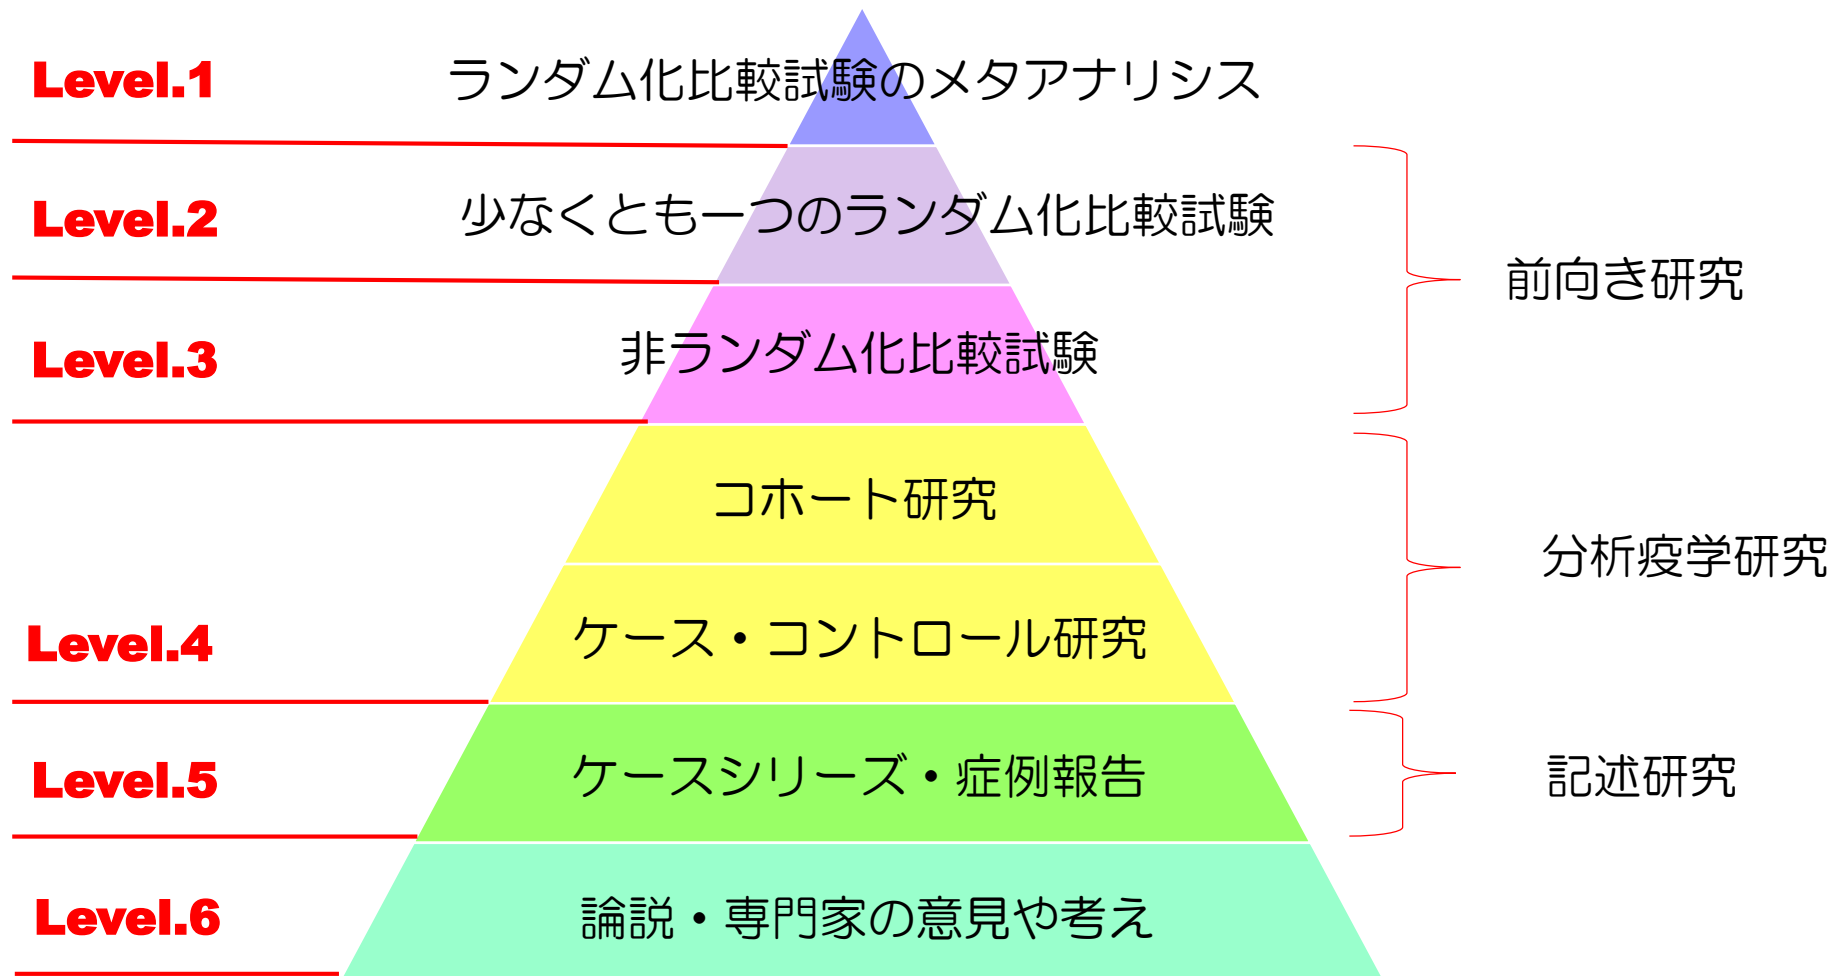 Level.1
ランダム化比較試験のメタアナリシス
Level.2
少なくとも一つのランダム化比較試験
前向き研究
Level.3
非ランダム化比較試験
コホート研究
分析疫学研究
Level.4
ケース・コントロール研究
Level.5
ケースシリーズ・症例報告
記述研究
Level.6
論説・専門家の意見や考え